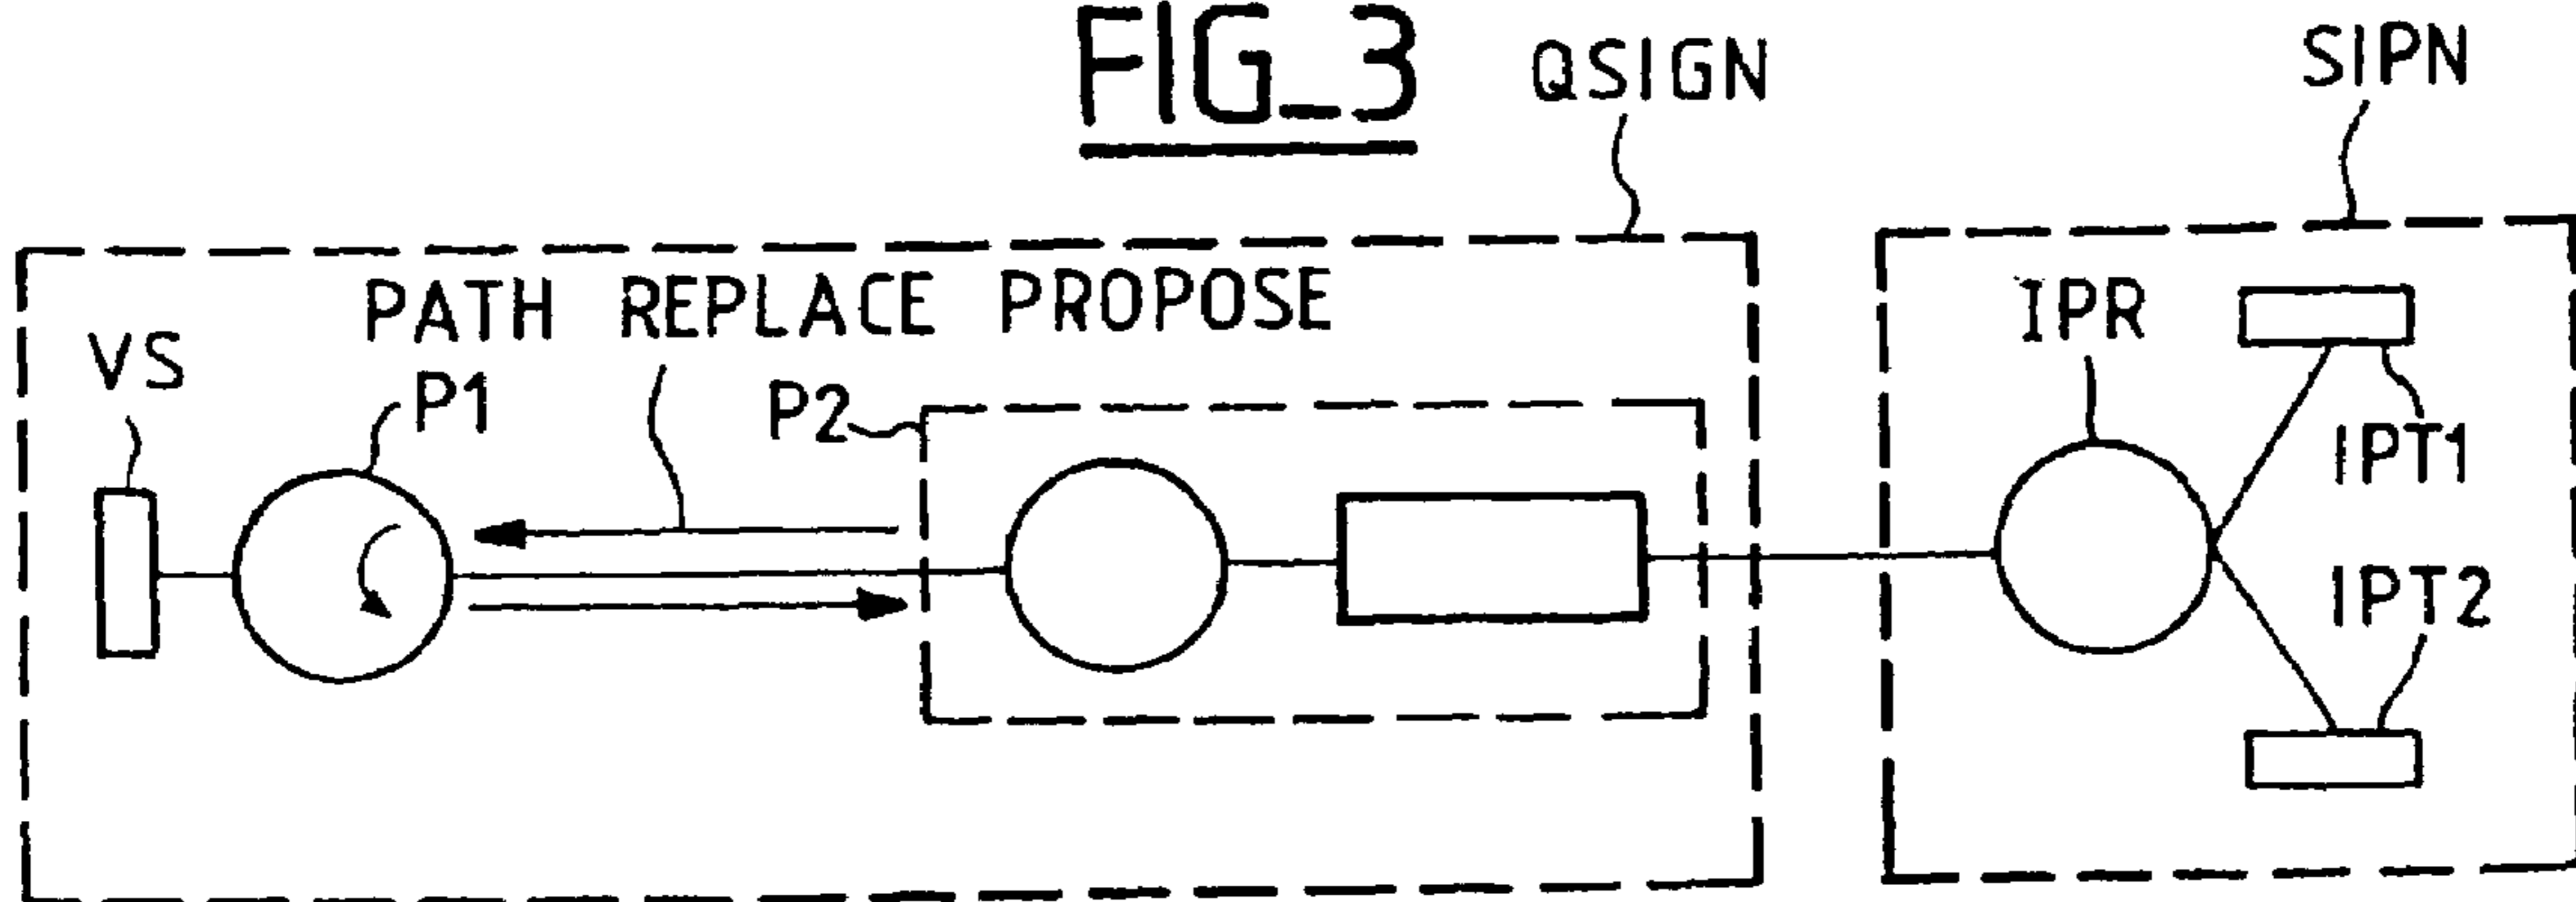 FIG_3
QSIGN
SIPN
PATH REPLACE PROPOSE
VS
P1
P2
IPR
IPT1
IPT2